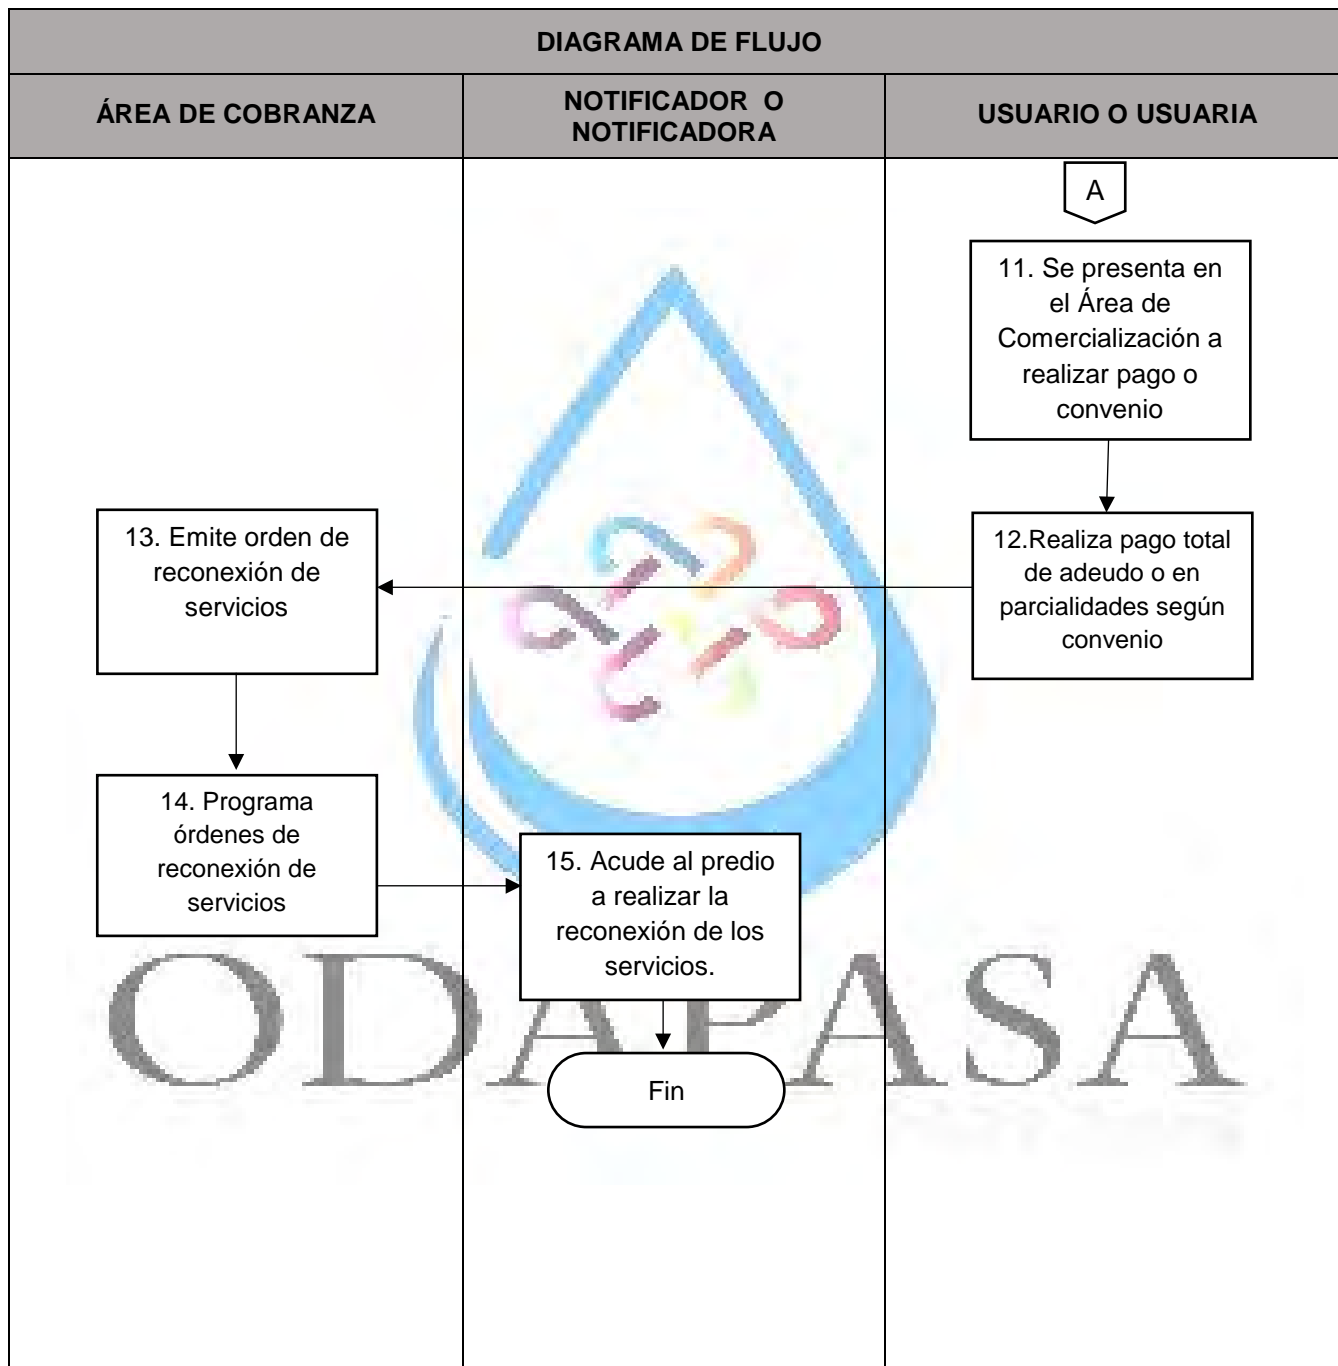 DIAGRAMA DE FLUJO
ÁREA DE COBRANZA
NOTIFICADOR O
NOTIFICADORA
USUARIO O USUARIA
A
11. Se presenta en
el Área de
Comercialización a
realizar pago o
convenio
12.Realiza pago total
de adeudo o en
parcialidades según
convenio
13. Emite orden de
reconexión de
servicios
14. Programa
órdenes de
reconexión de
servicios
15. Acude al predio
a realizar la
reconexión de los
servicios.
Fin
ODAPASA